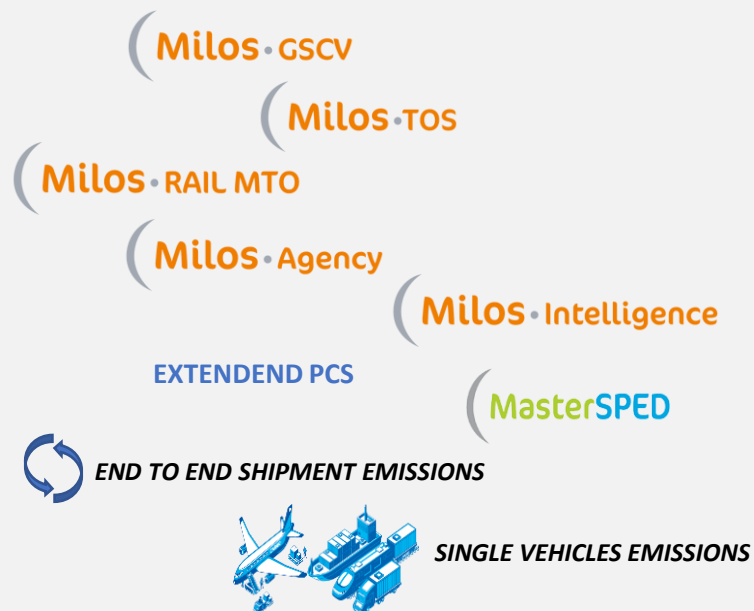 Milos·GSCV
Milos·TOS
Milos·RAIL MTO
Milos·Agency
Milos·Intelligence
EXTENDEND PCS
MasterSPED
END TO END SHIPMENT EMISSIONS
SINGLE VEHICLES EMISSIONS